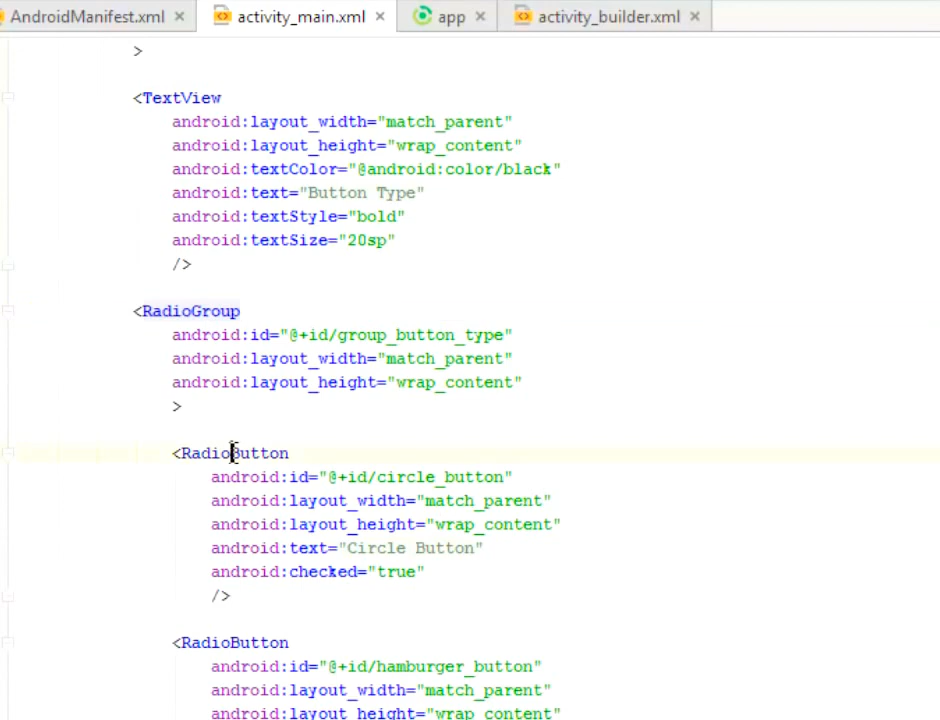 AndroidManifest.xml activity_main.xml app activity_builder.xml
>
<TextView
android:layout_width="match_parent"
android:layout_height="wrap_content"
android:textColor="@android:color/black"
android:text="Button Type"
android:textStyle="bold"
android:textSize="20sp"
/>
<RadioGroup
android:id="@+id/group_button_type"
android:layout_width="match_parent"
android:layout_height="wrap_content"
>
<RadioButton
android:id="@+id/circle_button"
android:layout_width="match_parent"
android:layout_height="wrap_content"
android:text="Circle Button"
android:checked="true"
/>
<RadioButton
android:id="@+id/hamburger_button"
android:layout_width="match_parent"
android:layout_height="wrap_content"